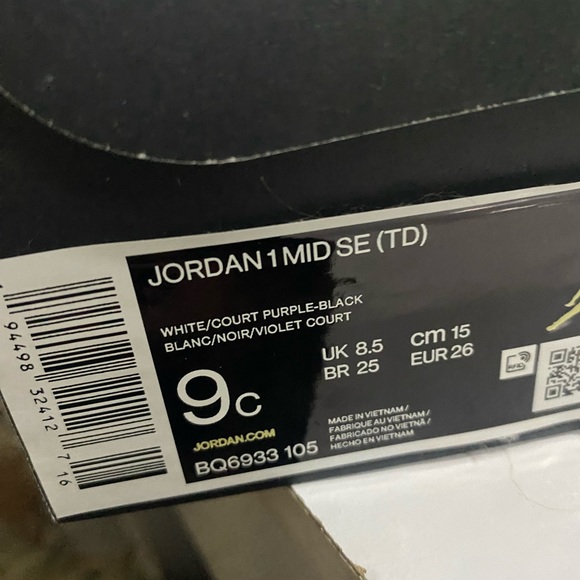 JORDAN 1 MID SE (TD)
WHITE/COURT PURPLE-BLACK
BLANC/NOIR/VIOLET COURT
9C
UK 8.5
BR 25
cm 15
EUR 26
JORDAN.COM
BQ6933 105
MADE IN VIETNAM/
FABRIQUE AU VIETNAM/
FABRICADO NO VIETNÃ/
HECHO EN VIETNAM
94498 32412 7 16